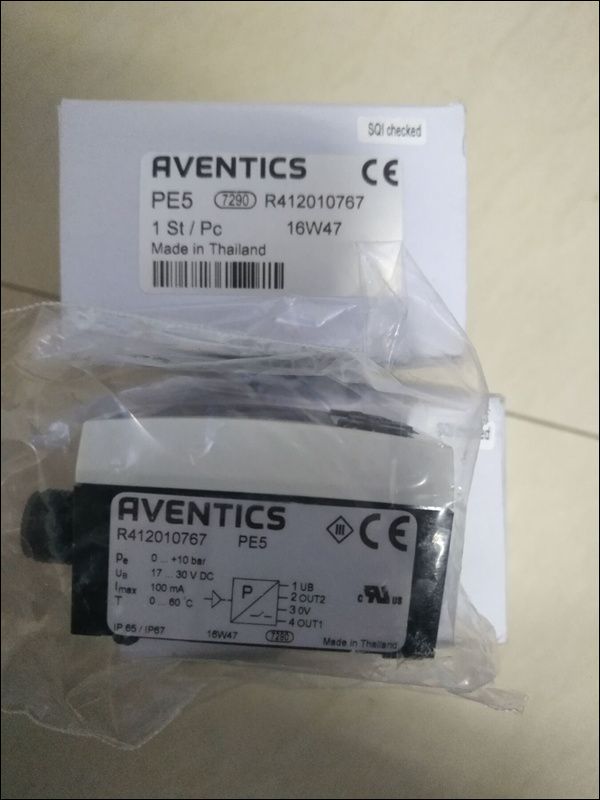 SQI checked
AVENTICS CE
PE5 7290 R412010767
1 St / Pc 16W47
Made in Thailand
AVENTICS
R412010767 PE5 III CE
Pe 0 ... +10 bar
UB 17 ... 30 V DC
Imax 100 mA
T 0 ... 60 °C
P
1 UB
2 OUT2
3 0V
4 OUT1
c US
IP 65 / IP67 16W47 7290 Made in Thailand